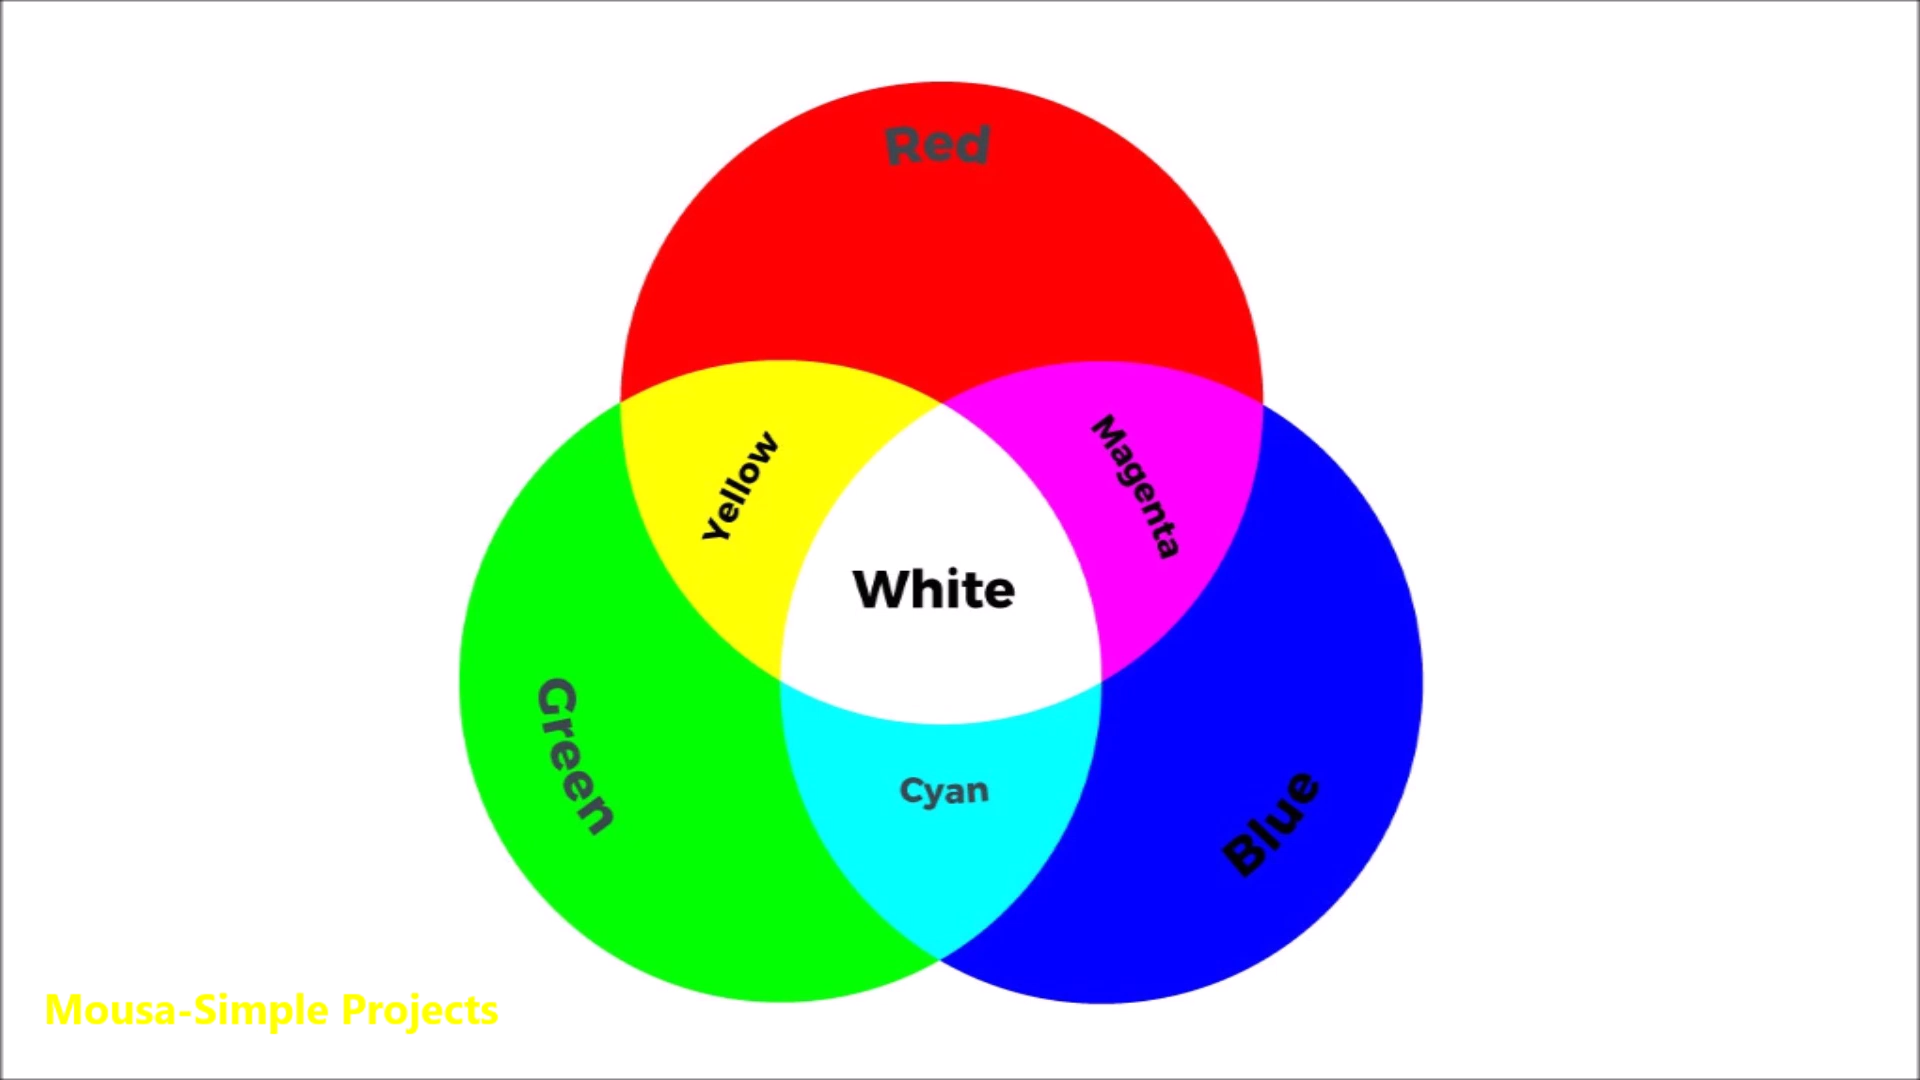 Red
Yellow
Magenta
White
Green
Cyan
Blue
Mousa-Simple Projects